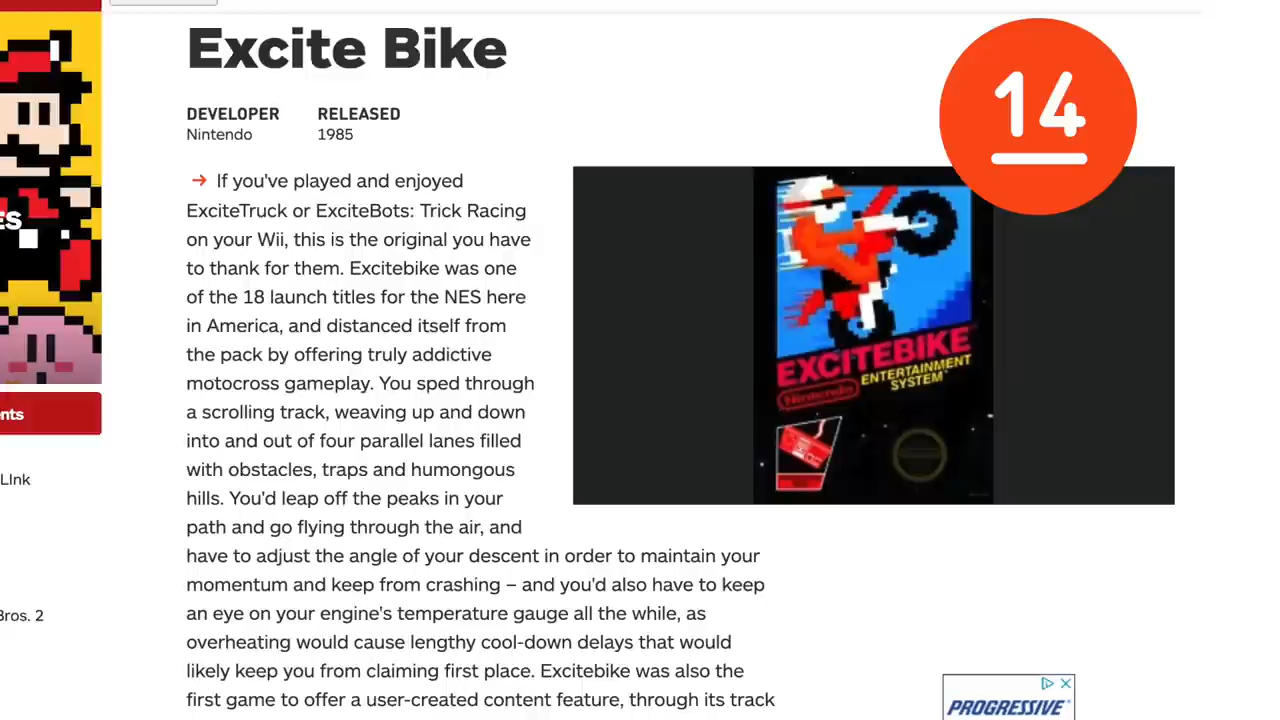 Excite Bike
14
DEVELOPER RELEASED
Nintendo 1985
→ If you've played and enjoyed
ExciteTruck or ExciteBots: Trick Racing
on your Wii, this is the original you have
to thank for them. Excitebike was one
of the 18 launch titles for the NES here
in America, and distanced itself from
the pack by offering truly addictive
motocross gameplay. You sped through
a scrolling track, weaving up and down
into and out of four parallel lanes filled
with obstacles, traps and humongous
hills. You'd leap off the peaks in your
path and go flying through the air, and
have to adjust the angle of your descent in order to maintain your
momentum and keep from crashing – and you'd also have to keep
an eye on your engine's temperature gauge all the while, as
overheating would cause lengthy cool-down delays that would
likely keep you from claiming first place. Excitebike was also the
first game to offer a user-created content feature, through its track
EXCITEBIKE
Nintendo
ENTERTAINMENT
SYSTEM
ES
nts
LInk
Bros. 2
PROGRESSIVE